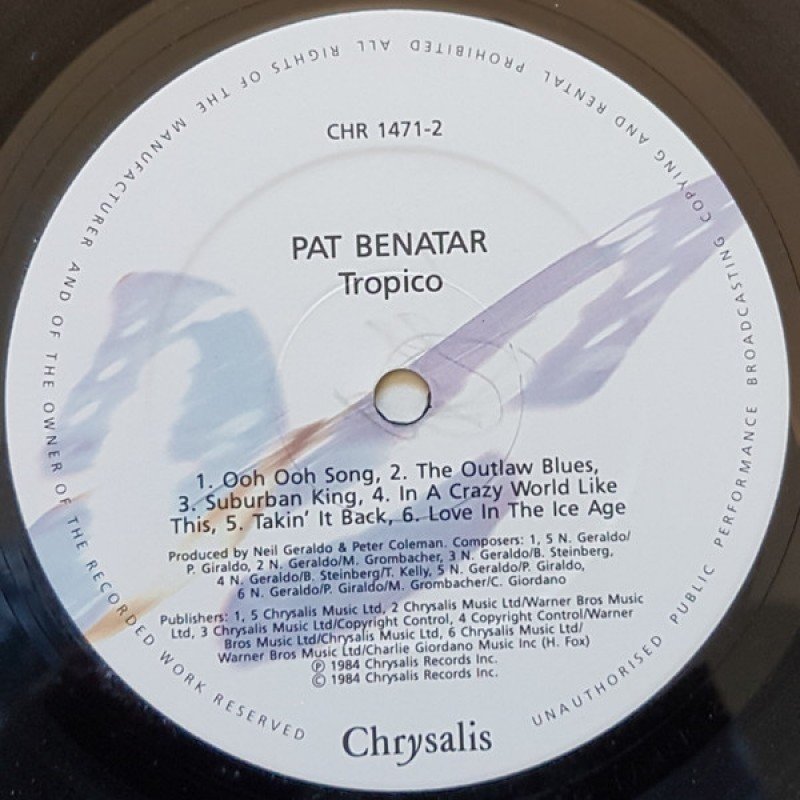 CHR 1471-2
PAT BENATAR
Tropico
1. Ooh Ooh Song, 2. The Outlaw Blues,
3. Suburban King, 4. In A Crazy World Like
This, 5. Takin' It Back, 6. Love In The Ice Age
Produced by Neil Geraldo & Peter Coleman. Composers: 1, 5 N. Geraldo/
P. Giraldo, 2 N. Geraldo/M. Grombacher, 3 N. Geraldo/B. Steinberg,
4 N. Geraldo/B. Steinberg/T. Kelly, 5 N. Geraldo/P. Giraldo,
6 N. Geraldo/P. Giraldo/M. Grombacher/C. Giordano
Publishers: 1, 5 Chrysalis Music Ltd, 2 Chrysalis Music Ltd/Warner Bros Music
Ltd, 3 Chrysalis Music Ltd/Copyright Control, 4 Copyright Control/Warner
Bros Music Ltd/Chrysalis Music Ltd, 6 Chrysalis Music Ltd/
Warner Bros Music Ltd/Charlie Giordano Music Inc (H. Fox)
Ⓟ 1984 Chrysalis Records Inc.
© 1984 Chrysalis Records Inc.
Chrysalis
ALL RIGHTS OF THE MANUFACTURER AND OF THE OWNER OF THE RECORDED WORK RESERVED UNAUTHORISED PUBLIC PERFORMANCE BROADCASTING COPYING AND RENTAL PROHIBITED